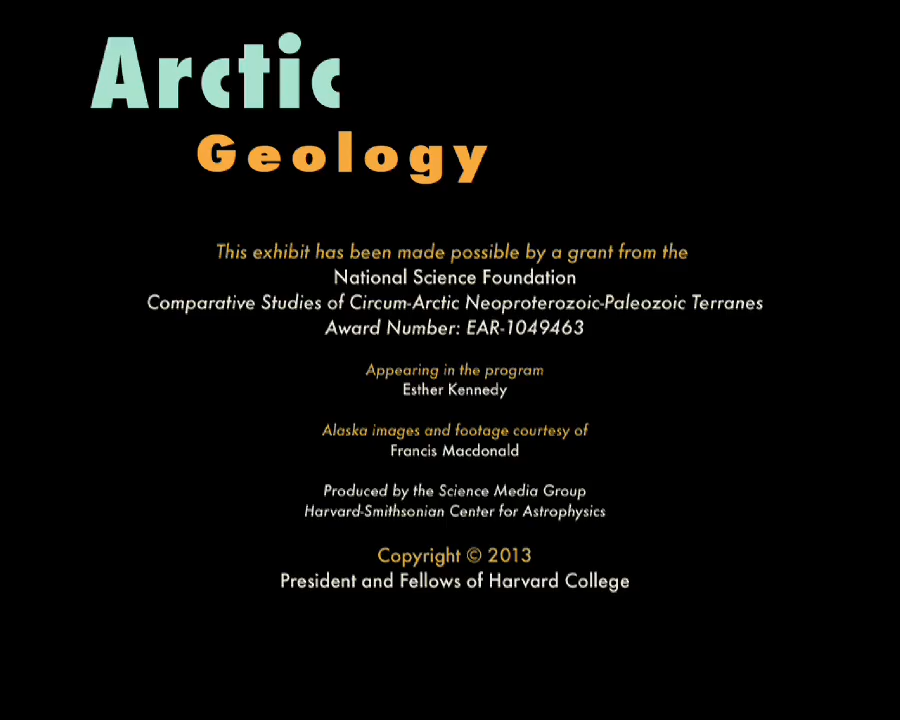 Arctic
Geology
This exhibit has been made possible by a grant from the
National Science Foundation
Comparative Studies of Circum-Arctic Neoproterozoic-Paleozoic Terranes
Award Number: EAR-1049463
Appearing in the program
Esther Kennedy
Alaska images and footage courtesy of
Francis Macdonald
Produced by the Science Media Group
Harvard-Smithsonian Center for Astrophysics
Copyright © 2013
President and Fellows of Harvard College